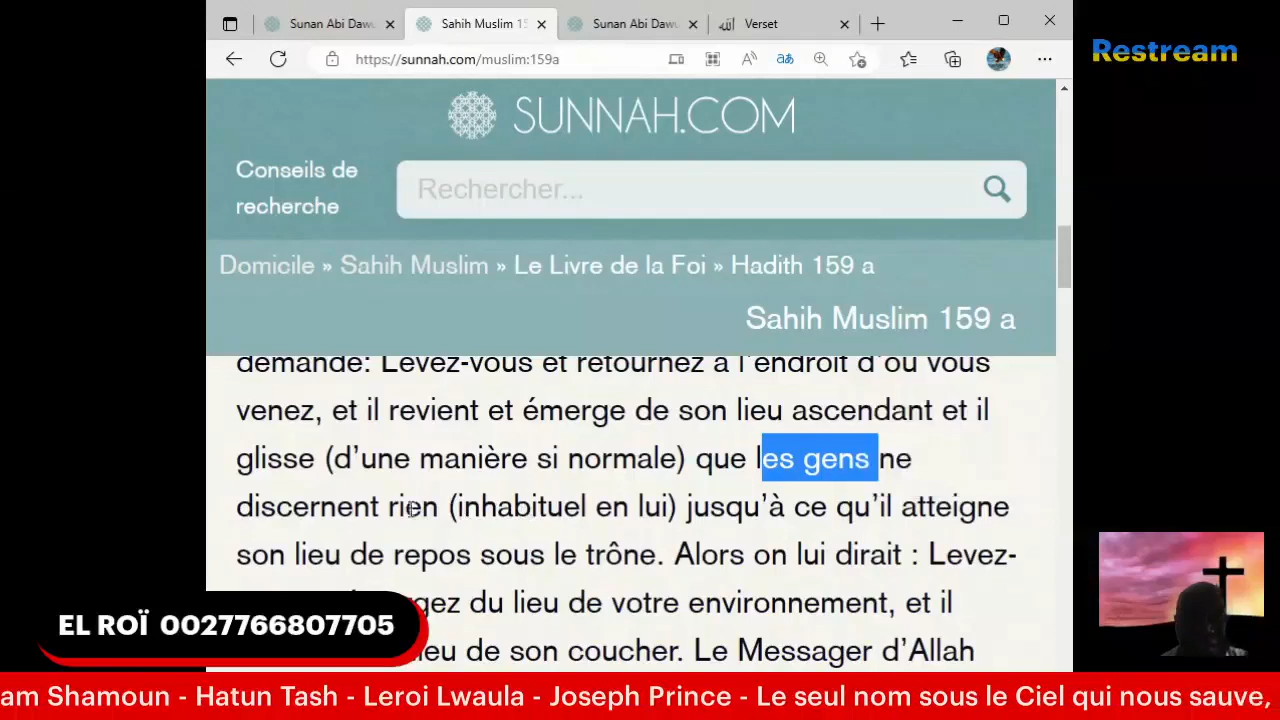 Sunan Abi Daw
Sahih Muslim 15
Sunan Abi Daw
الله Verset
Restream
https://sunnah.com/muslim:159a
SUNNAH.COM
Conseils de
recherche
Rechercher...
Domicile » Sahih Muslim » Le Livre de la Foi » Hadith 159 a
Sahih Muslim 159 a
demande: Levez-vous et retournez à l'endroit d'où vous
venez, et il revient et émerge de son lieu ascendant et il
glisse (d'une manière si normale) que les gens ne
discernent rien (inhabituel en lui) jusqu'à ce qu'il atteigne
son lieu de repos sous le trône. Alors on lui dirait : Levez-
gez du lieu de votre environnement, et il
ieu de son coucher. Le Messager d'Allah
EL ROÏ 0027766807705
am Shamoun - Hatun Tash - Leroi Lwaula - Joseph Prince - Le seul nom sous le Ciel qui nous sauve,